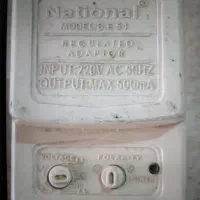 National
REGULATED
ADAPTOR
INPUT:220V AC 50HZ
OUTPUT:MAX 500mA
VOLTAGE
POLARITY